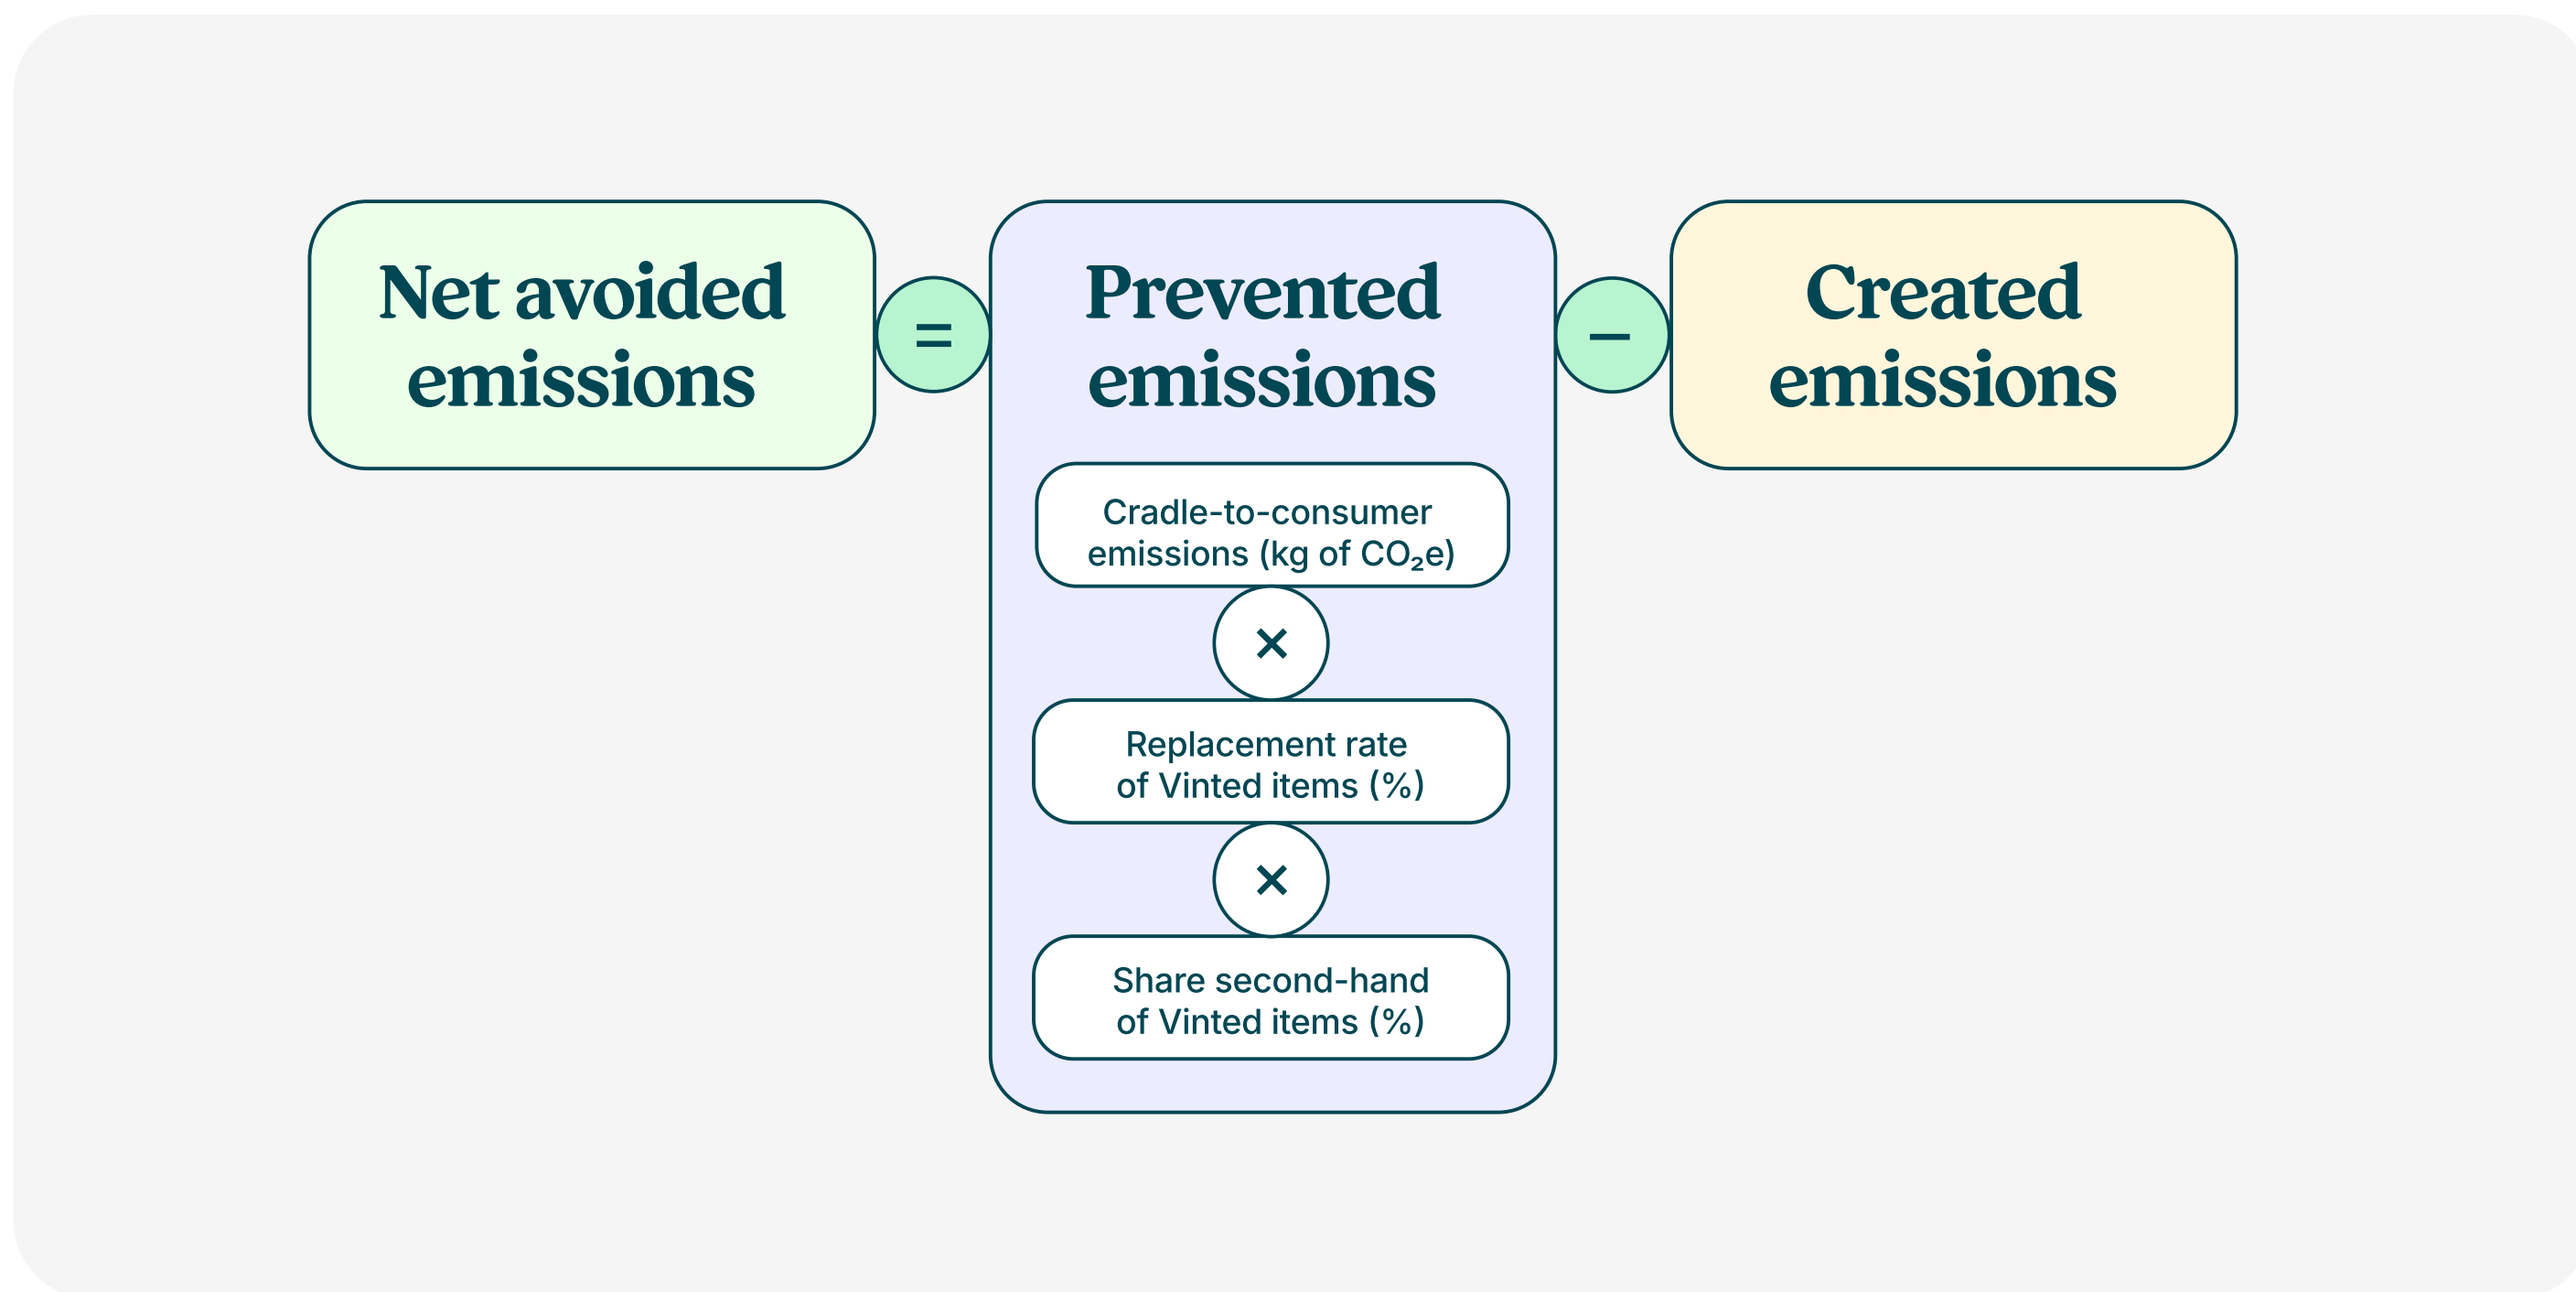 Net avoided
emissions
=
Prevented
emissions
–
Created
emissions
Cradle-to-consumer
emissions (kg of CO₂e)
×
Replacement rate
of Vinted items (%)
×
Share second-hand
of Vinted items (%)